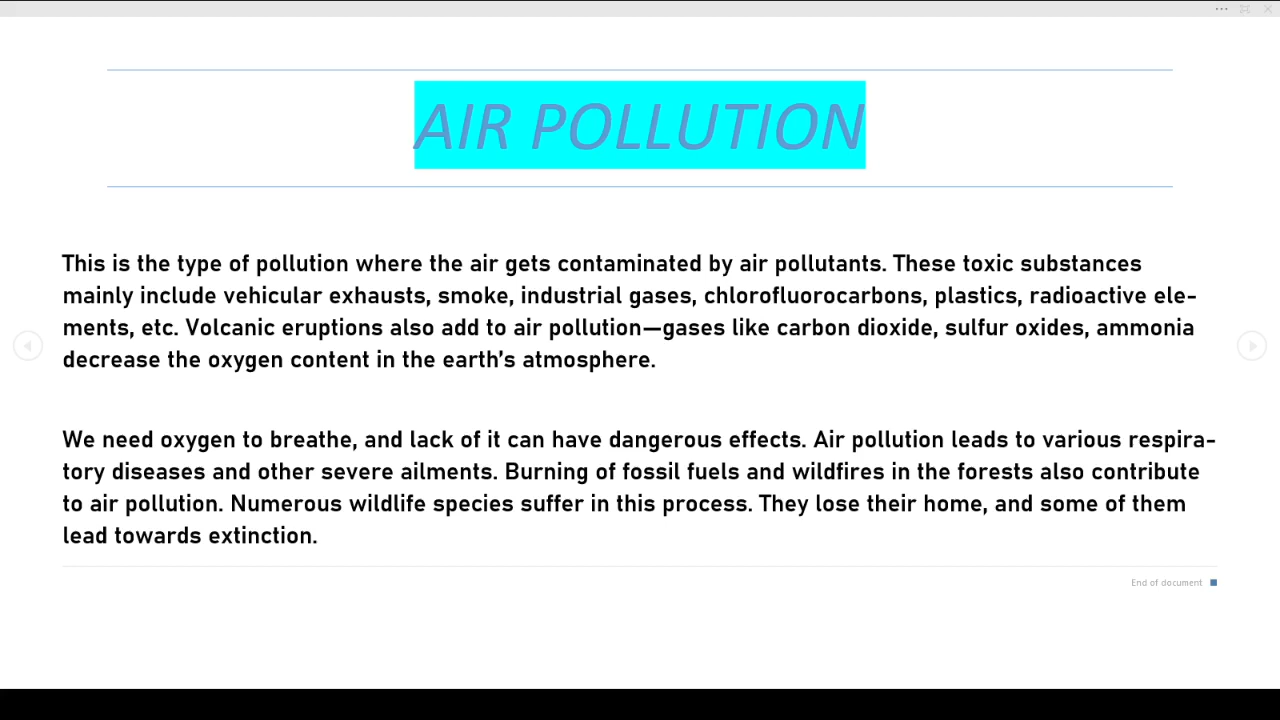 AIR POLLUTION
This is the type of pollution where the air gets contaminated by air pollutants. These toxic substances
mainly include vehicular exhausts, smoke, industrial gases, chlorofluorocarbons, plastics, radioactive ele-
ments, etc. Volcanic eruptions also add to air pollution—gases like carbon dioxide, sulfur oxides, ammonia
decrease the oxygen content in the earth's atmosphere.
We need oxygen to breathe, and lack of it can have dangerous effects. Air pollution leads to various respira-
tory diseases and other severe ailments. Burning of fossil fuels and wildfires in the forests also contribute
to air pollution. Numerous wildlife species suffer in this process. They lose their home, and some of them
lead towards extinction.
End of document